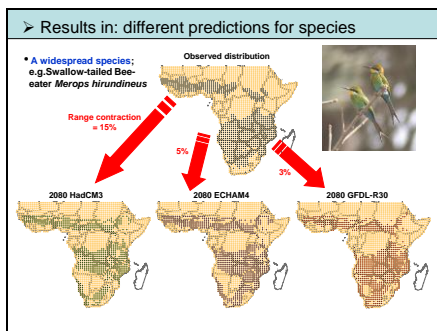 ➢ Results in: different predictions for species
• A widespread species;
e.g.Swallow-tailed Bee-
eater Merops hirundineus
Observed distribution
Range contraction
= 15%
5%
3%
2080 HadCM3
2080 ECHAM4
2080 GFDL-R30